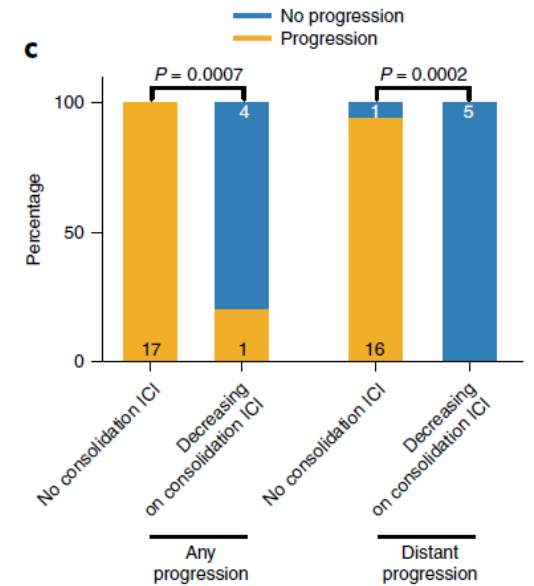 No progression
Progression
c
P = 0.0007
P = 0.0002
100
50
0
Percentage
4
1
5
17
1
16
No consolidation ICI
Decreasing
on consolidation ICI
No consolidation ICI
Decreasing
on consolidation ICI
Any
progression
Distant
progression